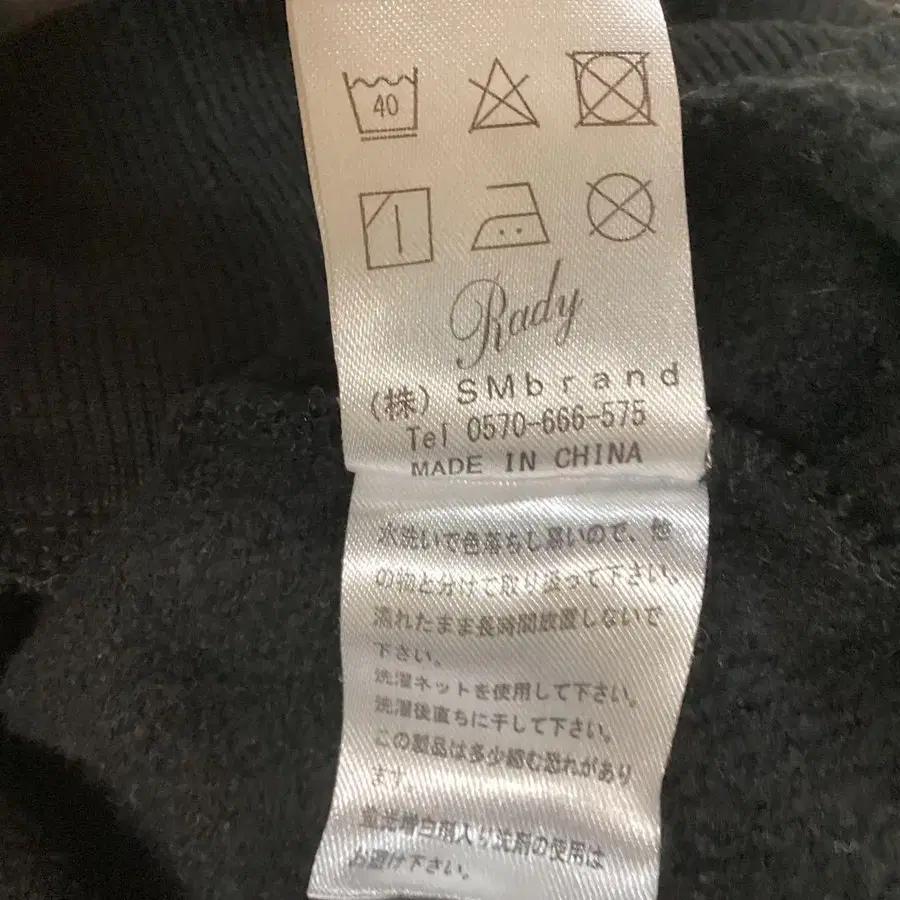 40
Rady
(株) SMbrand
Tel 0570-666-575
MADE IN CHINA
水洗いで色落ちし易いので、他
の物と分けて取り扱って下さい。
濡れたまま長時間放置しないで
下さい。
洗濯ネットを使用して下さい。
洗濯後直ちに干して下さい。
この製品は多少縮む恐れがあり
ます。
蛍光増白剤入り洗剤の使用は
お避け下さい。